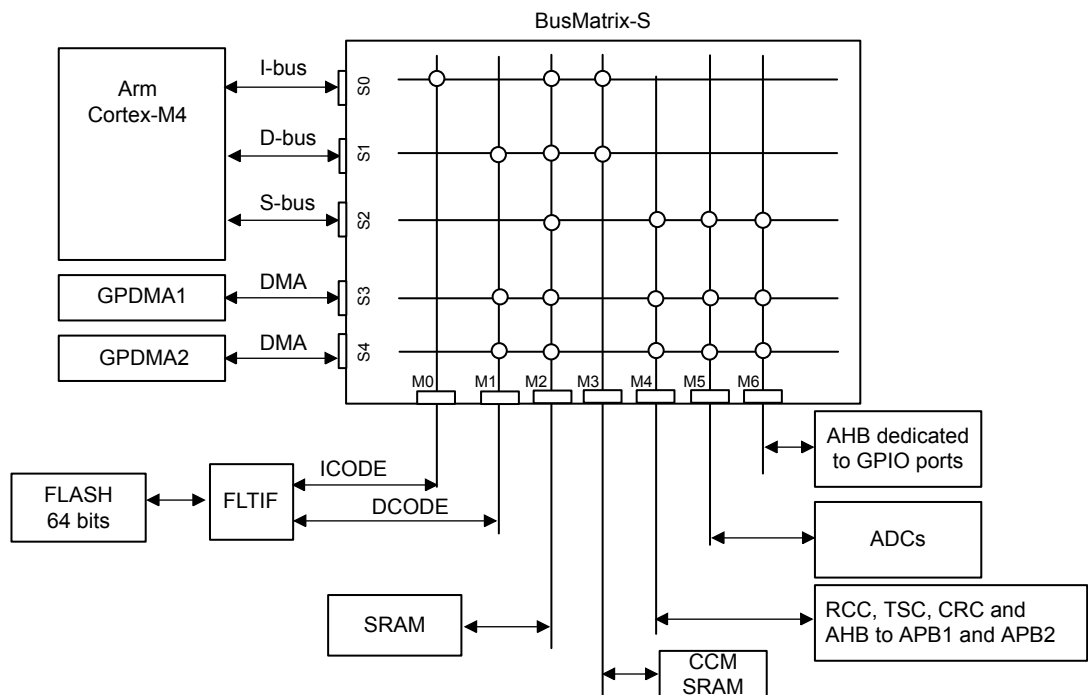 BusMatrix-S
Arm
Cortex-M4
I-bus
S0
D-bus
S1
S-bus
S2
GPDMA1
DMA
S3
GPDMA2
DMA
S4
M0
M1
M2
M3
M4
M5
M6
AHB dedicated
to GPIO ports
ICODE
FLASH
64 bits
FLTIF
DCODE
ADCs
SRAM
RCC, TSC, CRC and
AHB to APB1 and APB2
CCM
SRAM